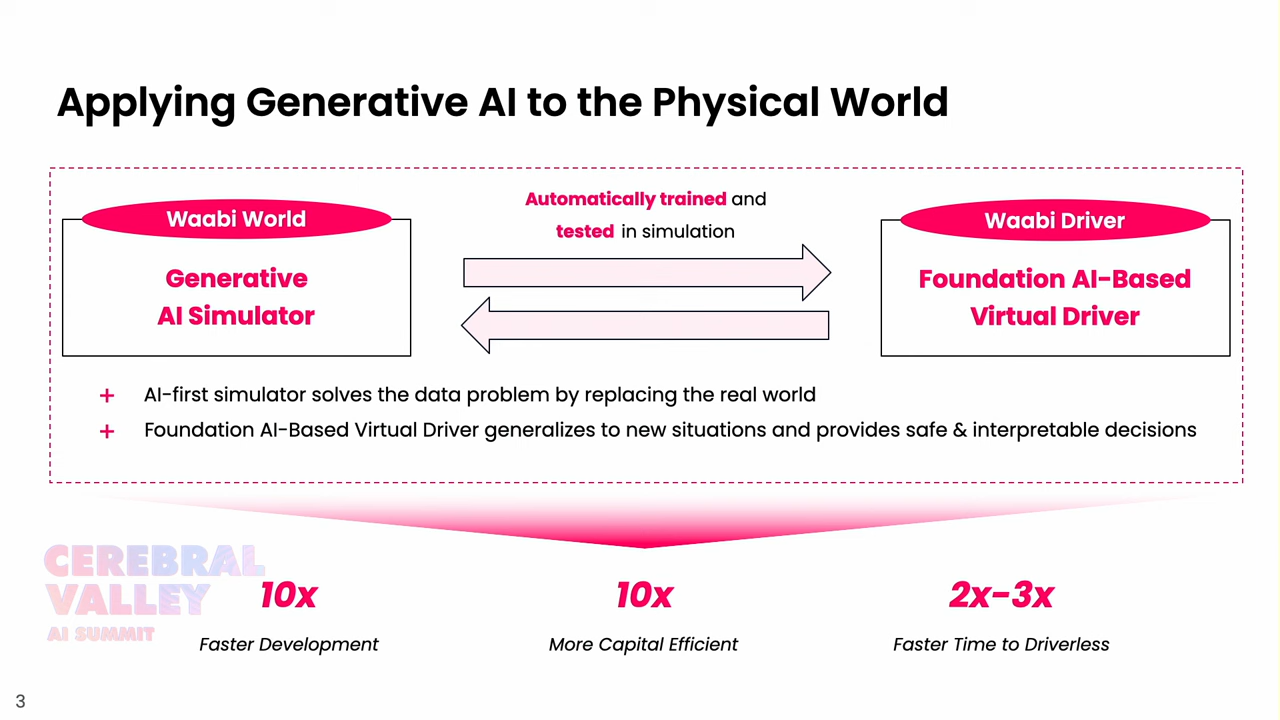 Applying Generative AI to the Physical World
Waabi World
Generative
AI Simulator
Automatically trained and
tested in simulation
Waabi Driver
Foundation AI-Based
Virtual Driver
+ AI-first simulator solves the data problem by replacing the real world
+ Foundation AI-Based Virtual Driver generalizes to new situations and provides safe & interpretable decisions
CEREBRAL
VALLEY
AI SUMMIT
10x
Faster Development
10x
More Capital Efficient
2x-3x
Faster Time to Driverless
3